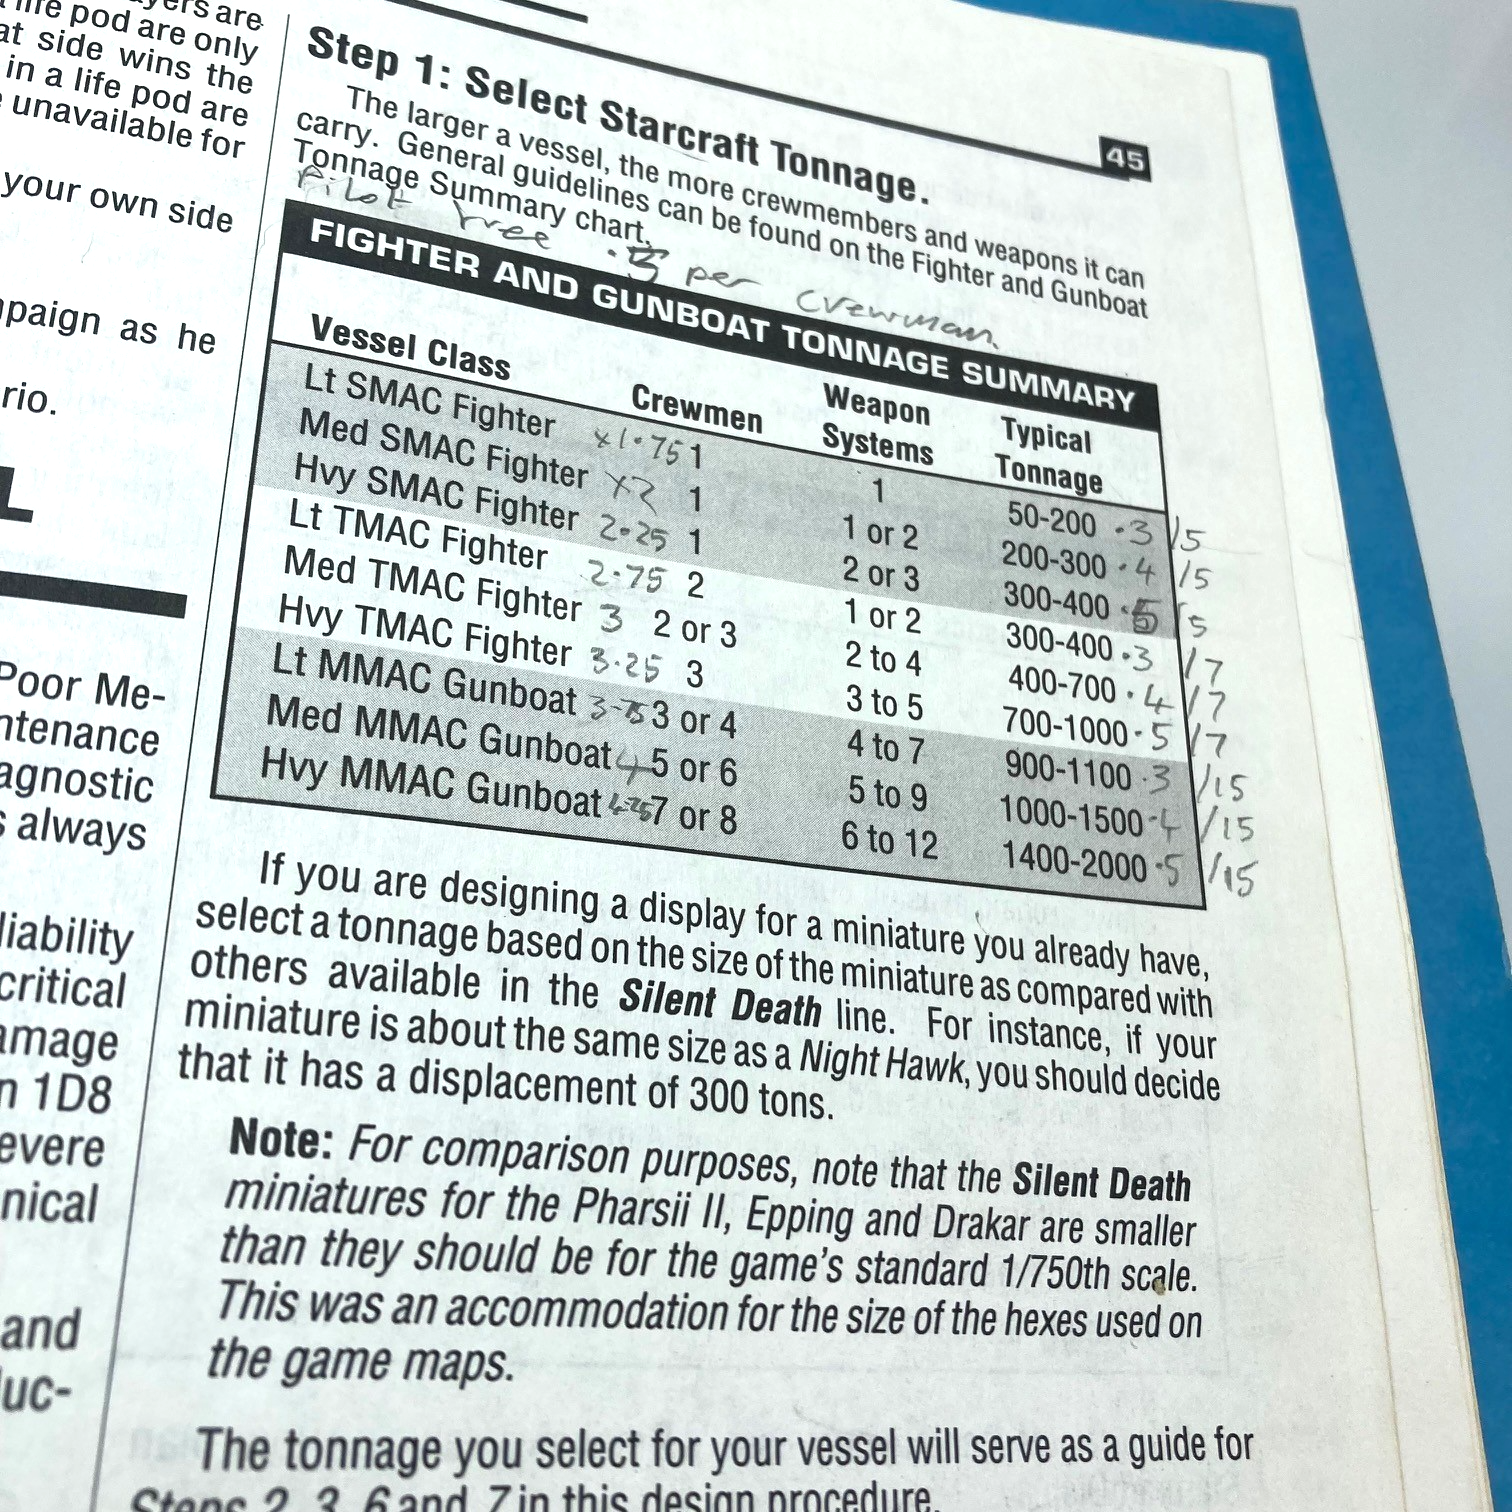 yers are
life pod are only
at side wins the
in a life pod are
unavailable for
your own side
paign as he
rio.
L
Poor Me-
ntenance
agnostic
always
liability
critical
amage
n 1D8
evere
nical
and
uc-
45
Step 1: Select Starcraft Tonnage.
The larger a vessel, the more crewmembers and weapons it can
carry. General guidelines can be found on the Fighter and Gunboat
Tonnage Summary chart.
Pilot free .5 per crewman
FIGHTER AND GUNBOAT TONNAGE SUMMARY
Vessel Class Crewmen Weapon Systems Typical Tonnage
Lt SMAC Fighter x1.75 1 1 50-200 .3 /5
Med SMAC Fighter x2 1 1 or 2 200-300 .4 /5
Hvy SMAC Fighter 2.25 1 2 or 3 300-400 .5 /5
Lt TMAC Fighter 2.75 2 1 or 2 300-400 .3 /7
Med TMAC Fighter 3 2 or 3 2 to 4 400-700 .4 /7
Hvy TMAC Fighter 3.25 3 3 to 5 700-1000 .5 /7
Lt MMAC Gunboat 3 or 4 4 to 7 900-1100 .3 /15
Med MMAC Gunboat 4 5 or 6 5 to 9 1000-1500 .4 /15
Hvy MMAC Gunboat 7 or 8 6 to 12 1400-2000 .5 /15
If you are designing a display for a miniature you already have,
select a tonnage based on the size of the miniature as compared with
others available in the Silent Death line. For instance, if your
miniature is about the same size as a Night Hawk, you should decide
that it has a displacement of 300 tons.
Note: For comparison purposes, note that the Silent Death
miniatures for the Pharsii II, Epping and Drakar are smaller
than they should be for the game's standard 1/750th scale.
This was an accommodation for the size of the hexes used on
the game maps.
The tonnage you select for your vessel will serve as a guide for
Steps 2, 3, 6 and 7 in this design procedure.